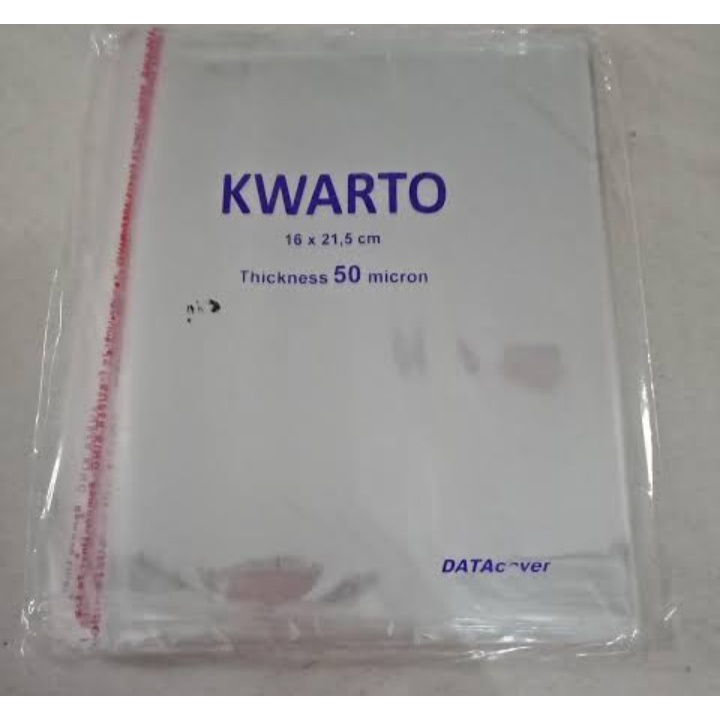 KWARTO
16 x 21,5 cm
Thickness 50 micron
DATAcover